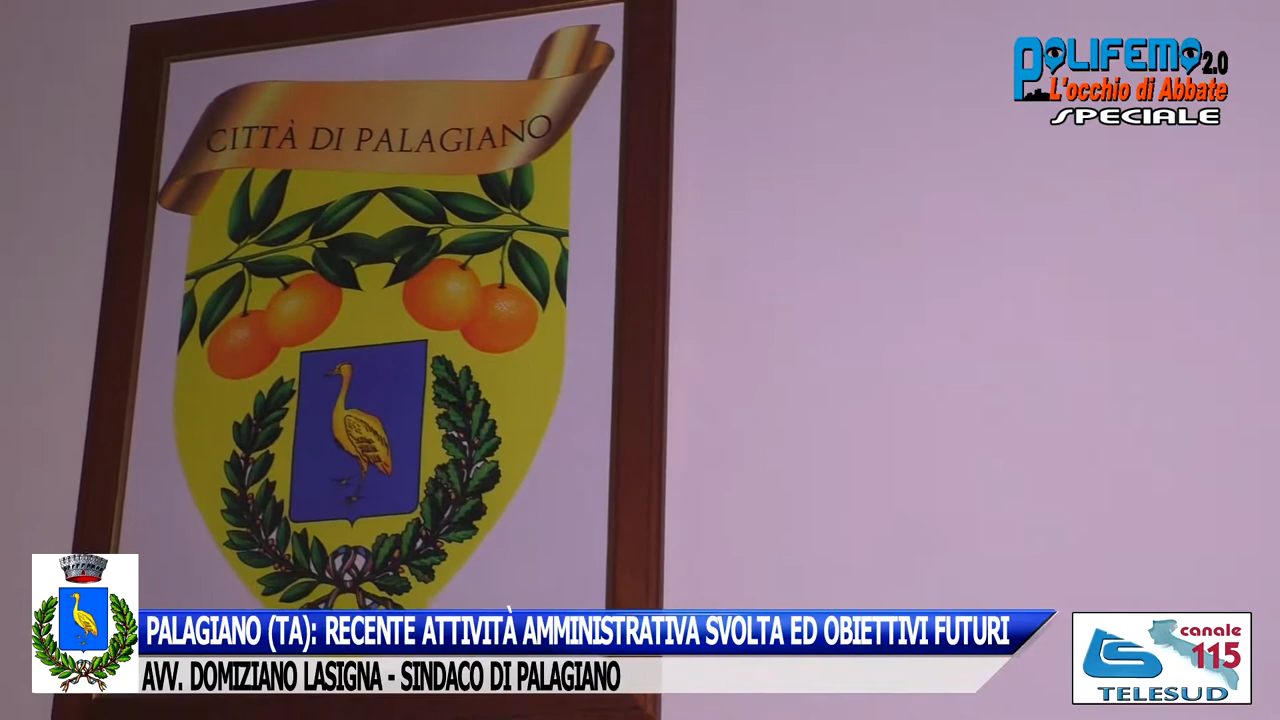 POLIFEMO 2.0
L'occhio di Abbate
SPECIALE
CITTÀ DI PALAGIANO
PALAGIANO (TA): RECENTE ATTIVITÀ AMMINISTRATIVA SVOLTA ED OBIETTIVI FUTURI
AVV. DOMIZIANO LASIGNA - SINDACO DI PALAGIANO
canale
115
TELESUD